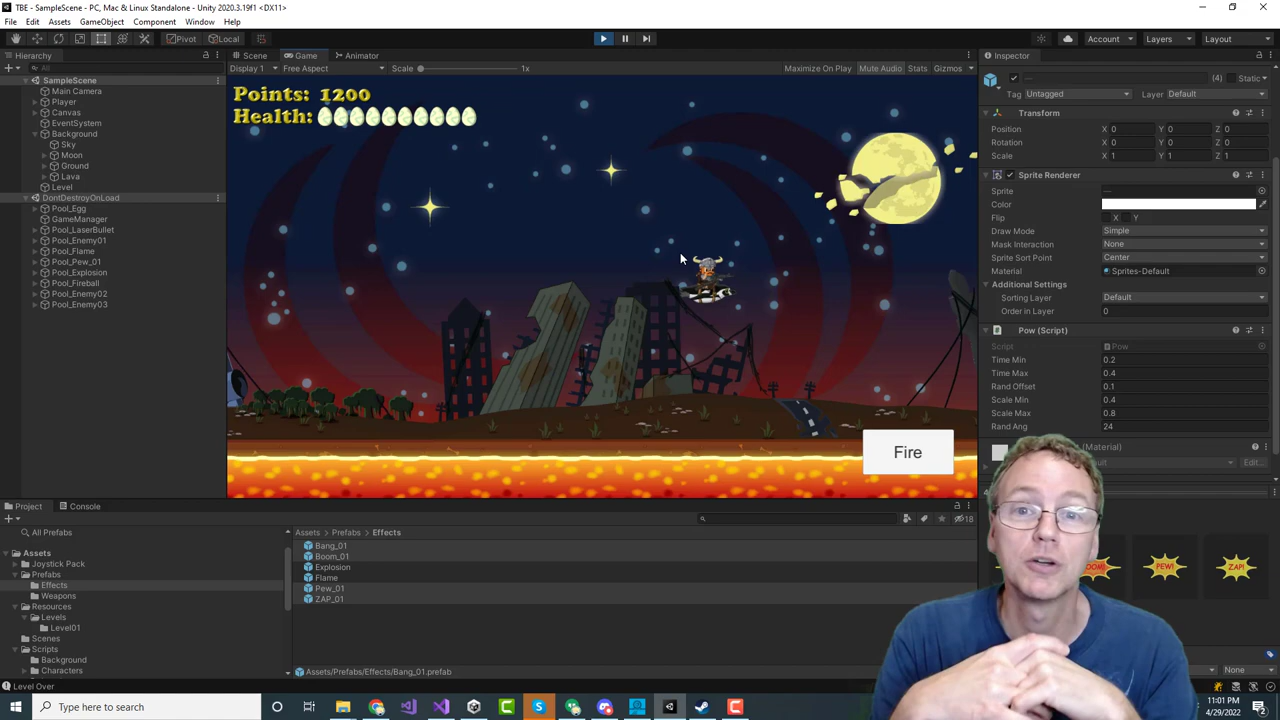 TBE - SampleScene - PC, Mac & Linux Standalone - Unity 2020.3.19f1 <DX11>
File Edit Assets GameObject Component Window Help
Pivot Local Account Layers Layout
Hierarchy
All
SampleScene
Main Camera
Player
Canvas
EventSystem
Background
Sky
Moon
Ground
Lava
Level
DontDestroyOnLoad
Pool_Egg
GameManager
Pool_LaserBullet
Pool_Enemy01
Pool_Flame
Pool_Pew_01
Pool_Explosion
Pool_Fireball
Pool_Enemy02
Pool_Enemy03
Scene Game Animator
Display 1 Free Aspect Scale 1x Maximize On Play Mute Audio Stats Gizmos
Points: 1200
Health:
Fire
Inspector
— (4) Static
Tag Untagged Layer Default
Transform
Position X 0 Y 0 Z 0
Rotation X 0 Y 0 Z 0
Scale X 1 Y 1 Z 1
Sprite Renderer
Sprite —
Color
Flip X Y
Draw Mode Simple
Mask Interaction None
Sprite Sort Point Center
Material Sprites-Default
Additional Settings
Sorting Layer Default
Order in Layer 0
Pow (Script)
Script Pow
Time Min 0.2
Time Max 0.4
Rand Offset 0.1
Scale Min 0.4
Scale Max 0.8
Rand Ang 24
(Material)
Edit...
BOOM! PEW! ZAP!
None
Project Console
18
All Prefabs
Assets
Joystick Pack
Prefabs
Effects
Weapons
Resources
Levels
Level01
Scenes
Scripts
Background
Characters
Assets > Prefabs > Effects
Bang_01
Boom_01
Explosion
Flame
Pew_01
ZAP_01
Assets/Prefabs/Effects/Bang_01.prefab
Level Over
Type here to search
11:01 PM
4/29/2022